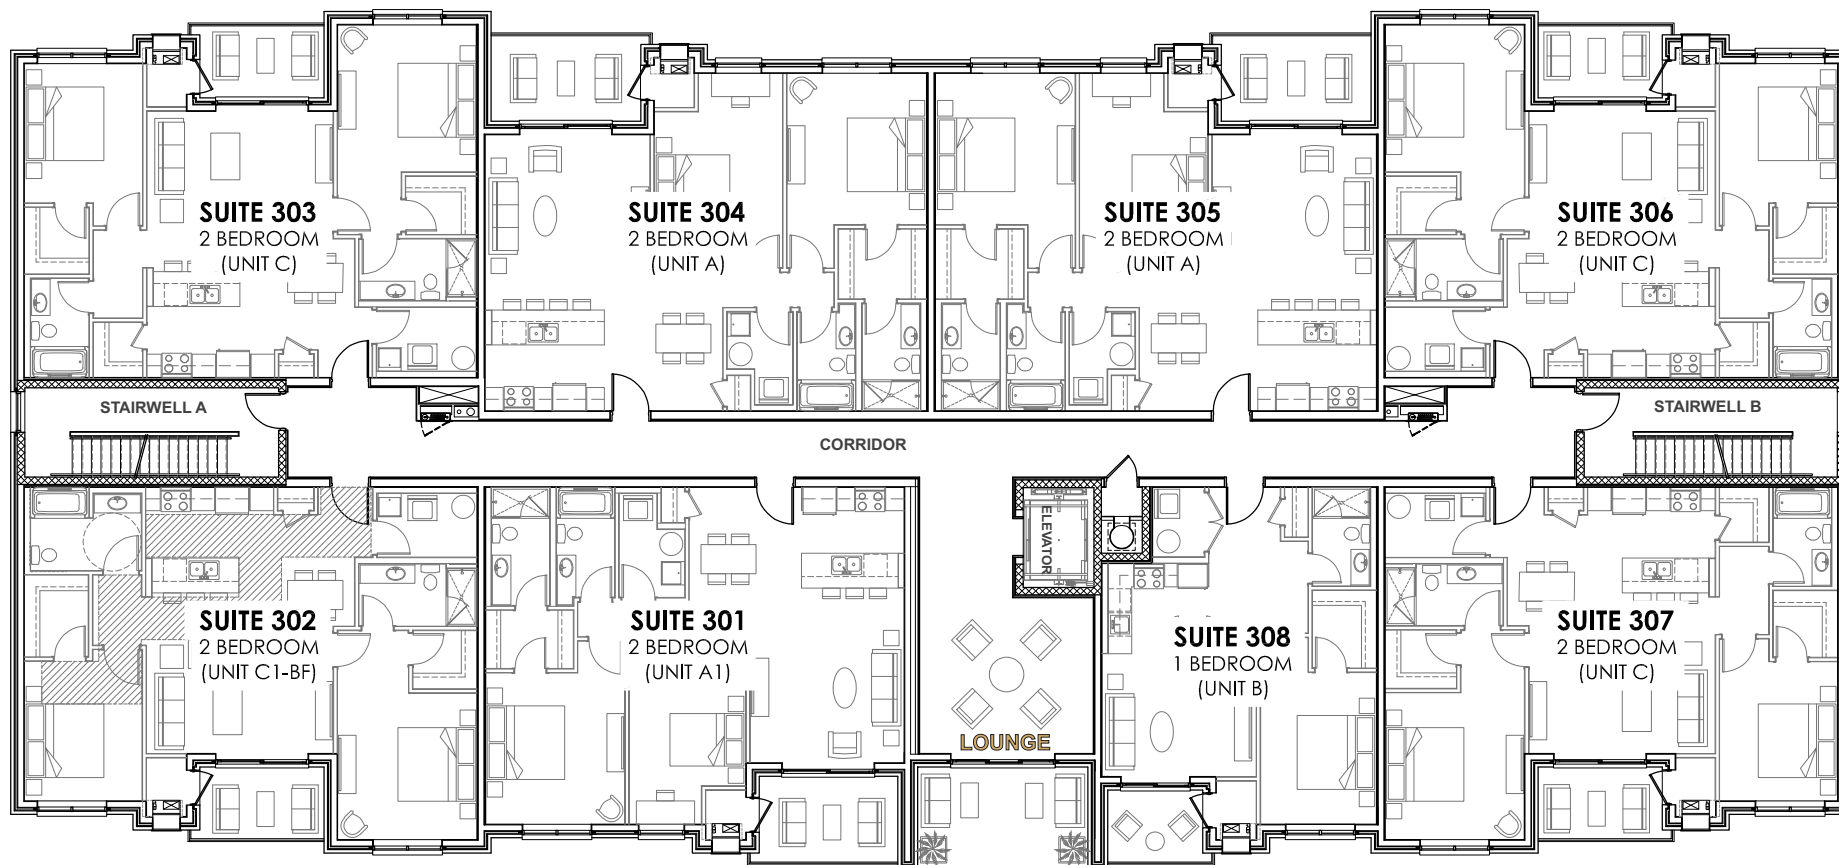 SUITE 303
2 BEDROOM
(UNIT C)
SUITE 304
2 BEDROOM
(UNIT A)
SUITE 305
2 BEDROOM
(UNIT A)
SUITE 306
2 BEDROOM
(UNIT C)
STAIRWELL A
CORRIDOR
STAIRWELL B
ELEVATOR
SUITE 302
2 BEDROOM
(UNIT C1-BF)
SUITE 301
2 BEDROOM
(UNIT A1)
LOUNGE
SUITE 308
1 BEDROOM
(UNIT B)
SUITE 307
2 BEDROOM
(UNIT C)